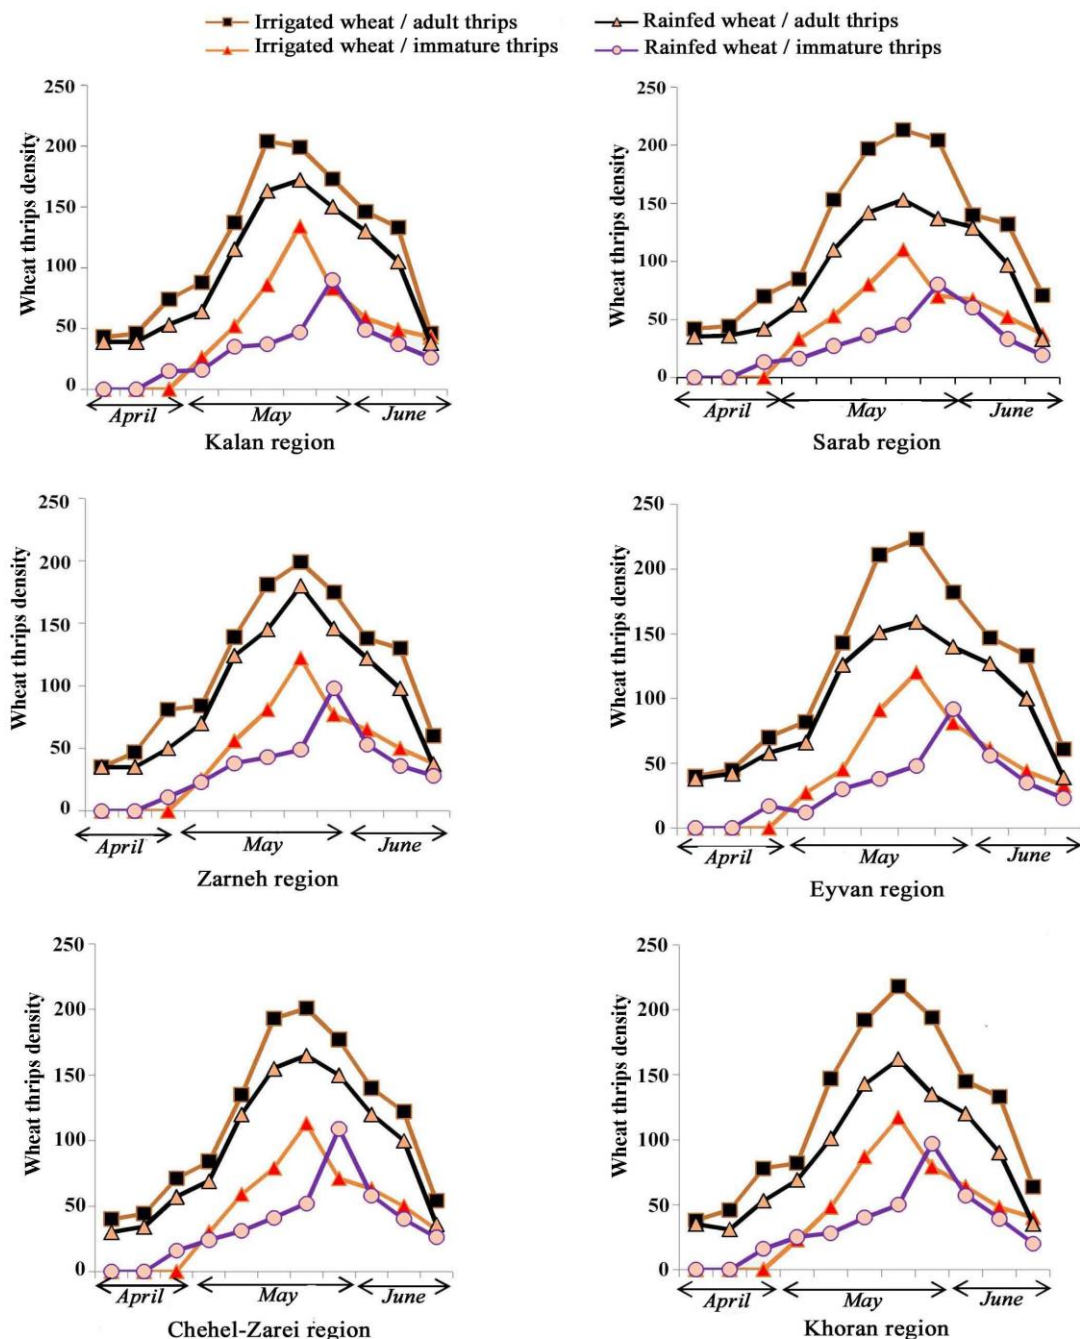 Irrigated wheat / adult thrips
Rainfed wheat / adult thrips
Irrigated wheat / immature thrips
Rainfed wheat / immature thrips
Wheat thrips density
250
200
150
100
50
0
April
May
June
Kalan region
Wheat thrips density
250
200
150
100
50
0
April
May
June
Sarab region
Wheat thrips density
250
200
150
100
50
0
April
May
June
Zarneh region
Wheat thrips density
250
200
150
100
50
0
April
May
June
Eyvan region
Wheat thrips density
250
200
150
100
50
0
April
May
June
Chehel-Zarei region
Wheat thrips density
250
200
150
100
50
0
April
May
June
Khoran region